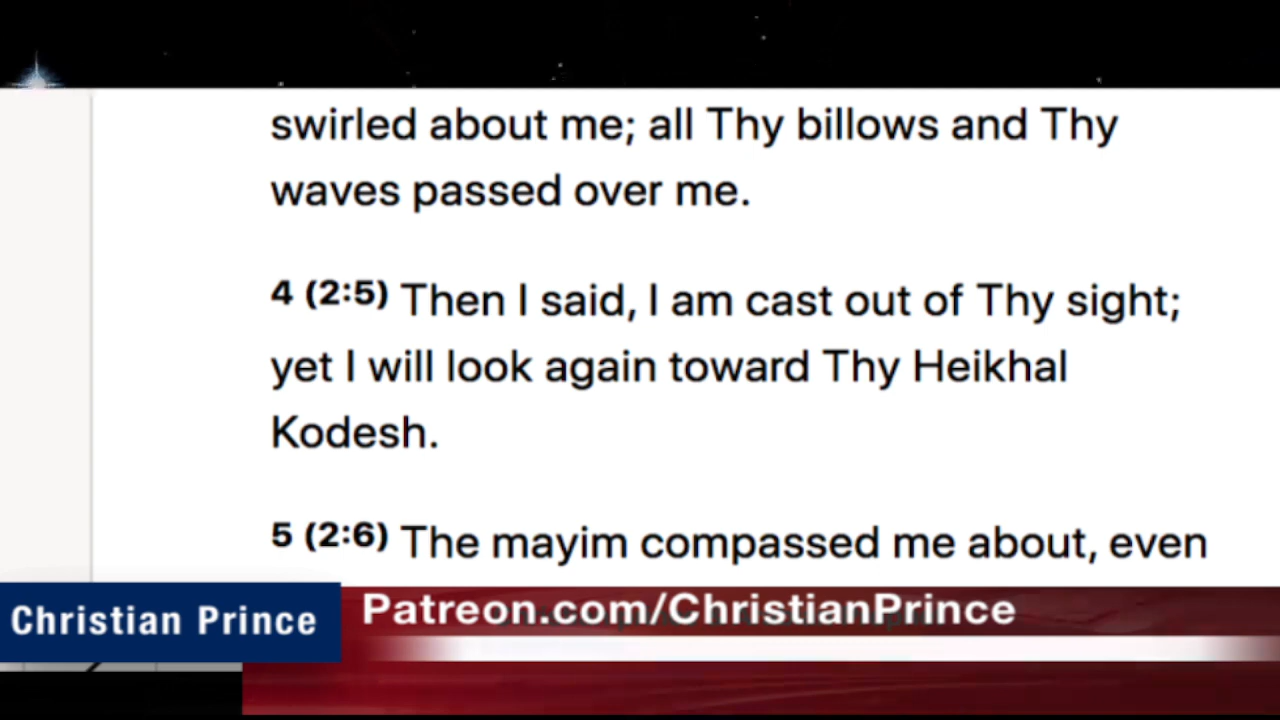 swirled about me; all Thy billows and Thy
waves passed over me.
4 (2:5) Then I said, I am cast out of Thy sight;
yet I will look again toward Thy Heikhal
Kodesh.
5 (2:6) The mayim compassed me about, even
Christian Prince
Patreon.com/ChristianPrince